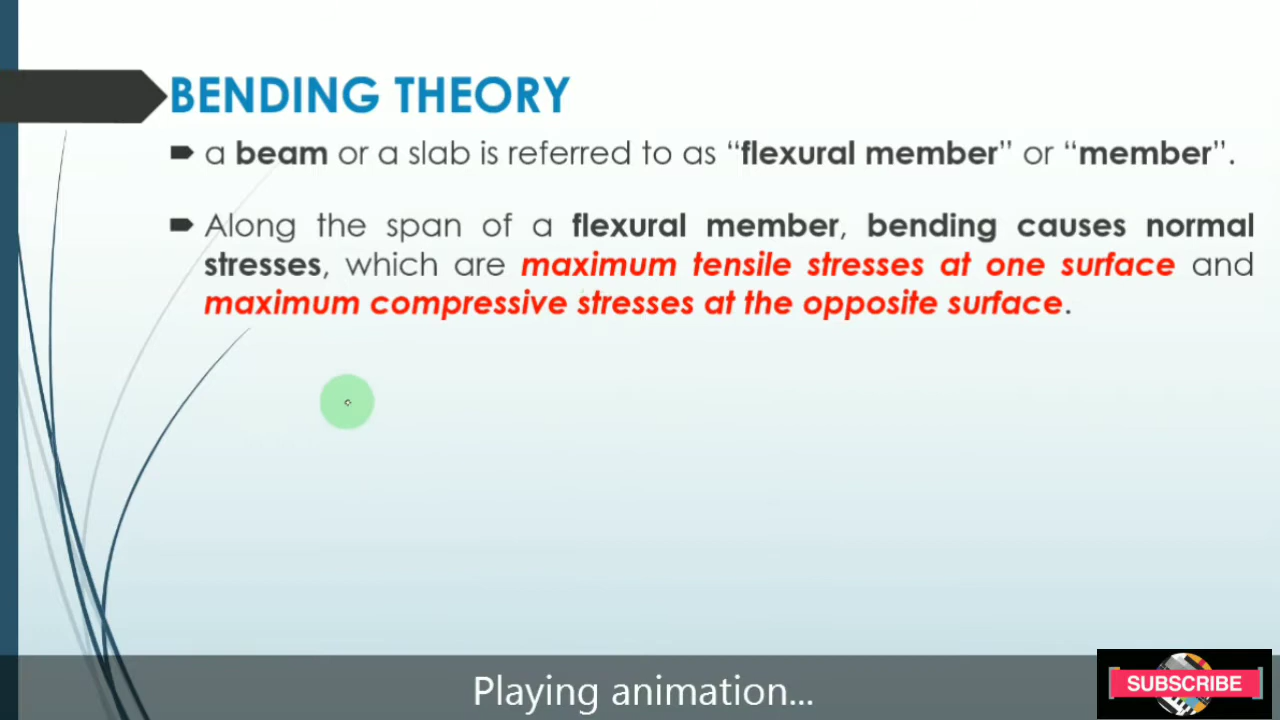 BENDING THEORY
a beam or a slab is referred to as “flexural member” or “member”.
Along the span of a flexural member, bending causes normal
stresses, which are maximum tensile stresses at one surface and
maximum compressive stresses at the opposite surface.
Playing animation...
SUBSCRIBE